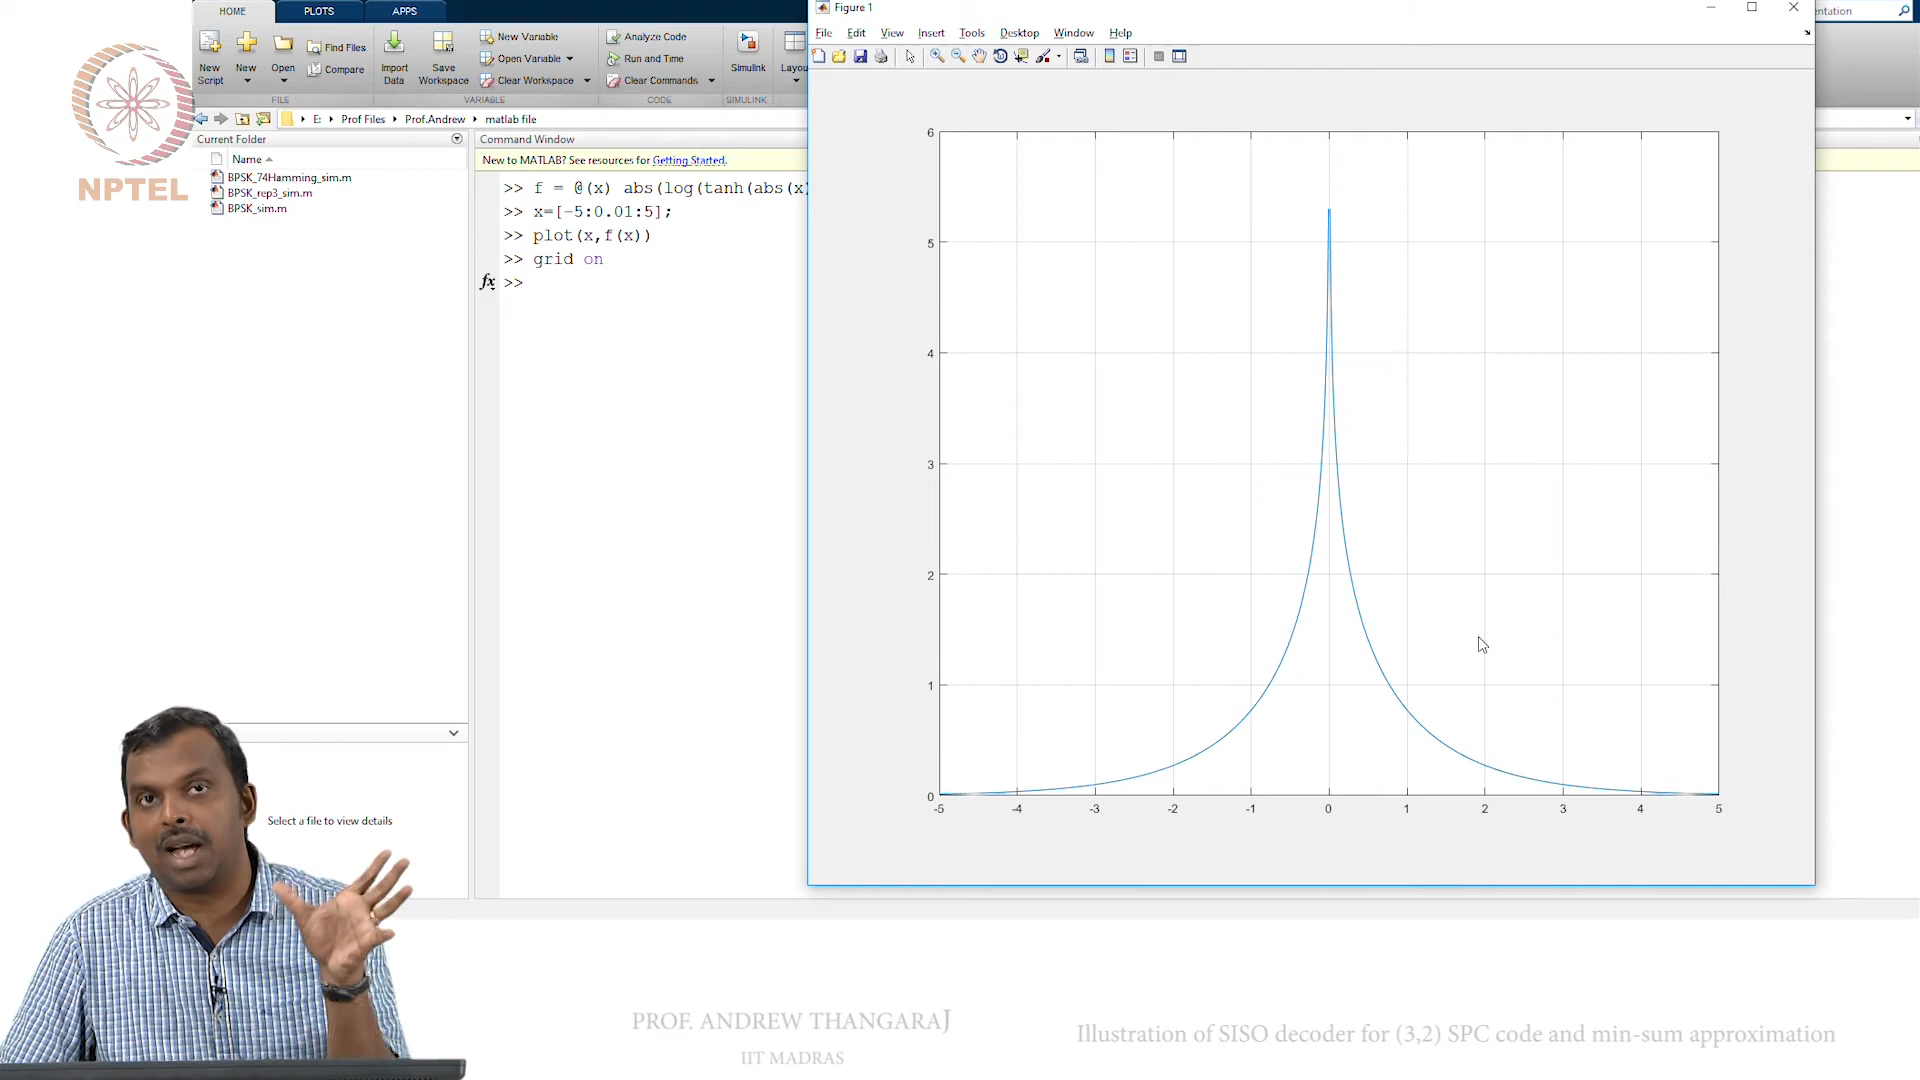 HOME
PLOTS
APPS
Figure 1
entation
File Edit View Insert Tools Desktop Window Help
New Script
New
Open
Find Files
Compare
Import Data
Save Workspace
New Variable
Open Variable
Clear Workspace
Analyze Code
Run and Time
Clear Commands
Simulink
Layou
FILE
VARIABLE
CODE
SIMULINK
E: Prof Files Prof.Andrew matlab file
NPTEL
Current Folder
Name
BPSK_74Hamming_sim.m
BPSK_rep3_sim.m
BPSK_sim.m
Select a file to view details
Command Window
New to MATLAB? See resources for Getting Started.
>> f = @(x) abs(log(tanh(abs(x)
>> x=[-5:0.01:5];
>> plot(x,f(x))
>> grid on
fx >>
6
5
4
3
2
1
0
-5 -4 -3 -2 -1 0 1 2 3 4 5
PROF. ANDREW THANGARAJ
IIT MADRAS
Illustration of SISO decoder for (3,2) SPC code and min-sum approximation